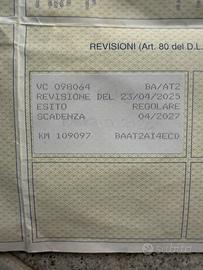 REVISIONI (Art. 80 del D.L.
VC 098064 BA/AT2
REVISIONE DEL 23/04/2025
ESITO REGOLARE
SCADENZA 04/2027
KM 109097 BAAT2AI4ECD
subito